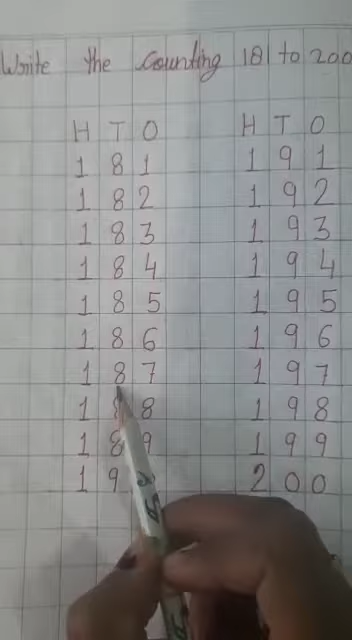 Write the Counting 181 to 200
H T O H T O
1 8 1 1 9 1
1 8 2 1 9 2
1 8 3 1 9 3
1 8 4 1 9 4
1 8 5 1 9 5
1 8 6 1 9 6
1 8 7 1 9 7
1 8 8 1 9 8
1 8 9 1 9 9
1 9 2 0 0